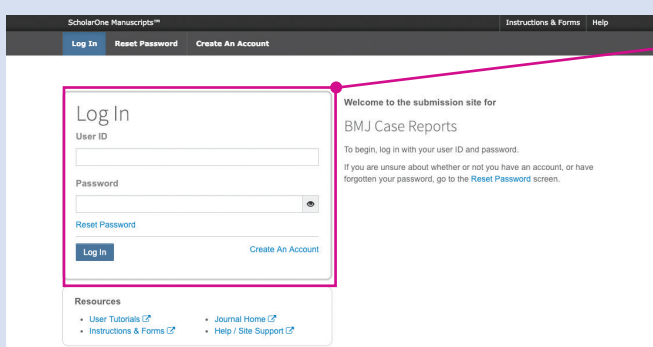 ScholarOne Manuscripts™ Instructions & Forms Help
Log In Reset Password Create An Account
Log In
User ID
Password
Reset Password
Log In Create An Account
Welcome to the submission site for
BMJ Case Reports
To begin, log in with your user ID and password.
If you are unsure about whether or not you have an account, or have
forgotten your password, go to the Reset Password screen.
Resources
• User Tutorials
• Instructions & Forms
• Journal Home
• Help / Site Support